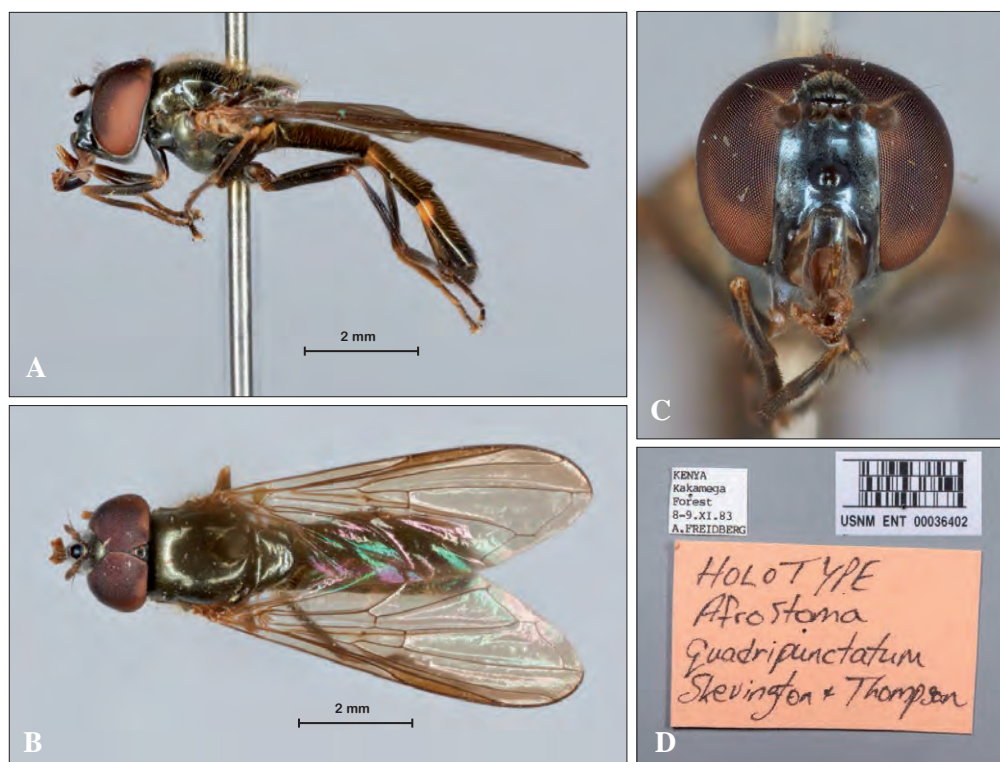 2 mm
A
C
2 mm
B
KENYA
Kakamega
Forest
8-9.XI.83
A.FREIDBERG
USNM ENT 00036402
HOLOTYPE
Afrostoma
quadripunctatum
Skevington + Thompson
D